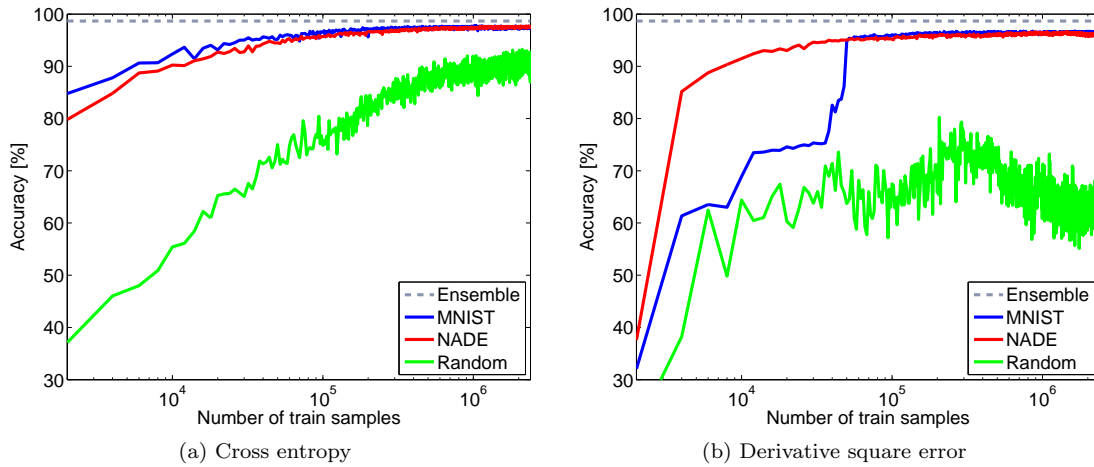 100
90
80
70
60
50
40
30
Accuracy [%]
10^4
10^5
10^6
Number of train samples
Ensemble
MNIST
NADE
Random
(a) Cross entropy
100
90
80
70
60
50
40
30
Accuracy [%]
10^4
10^5
10^6
Number of train samples
Ensemble
MNIST
NADE
Random
(b) Derivative square error